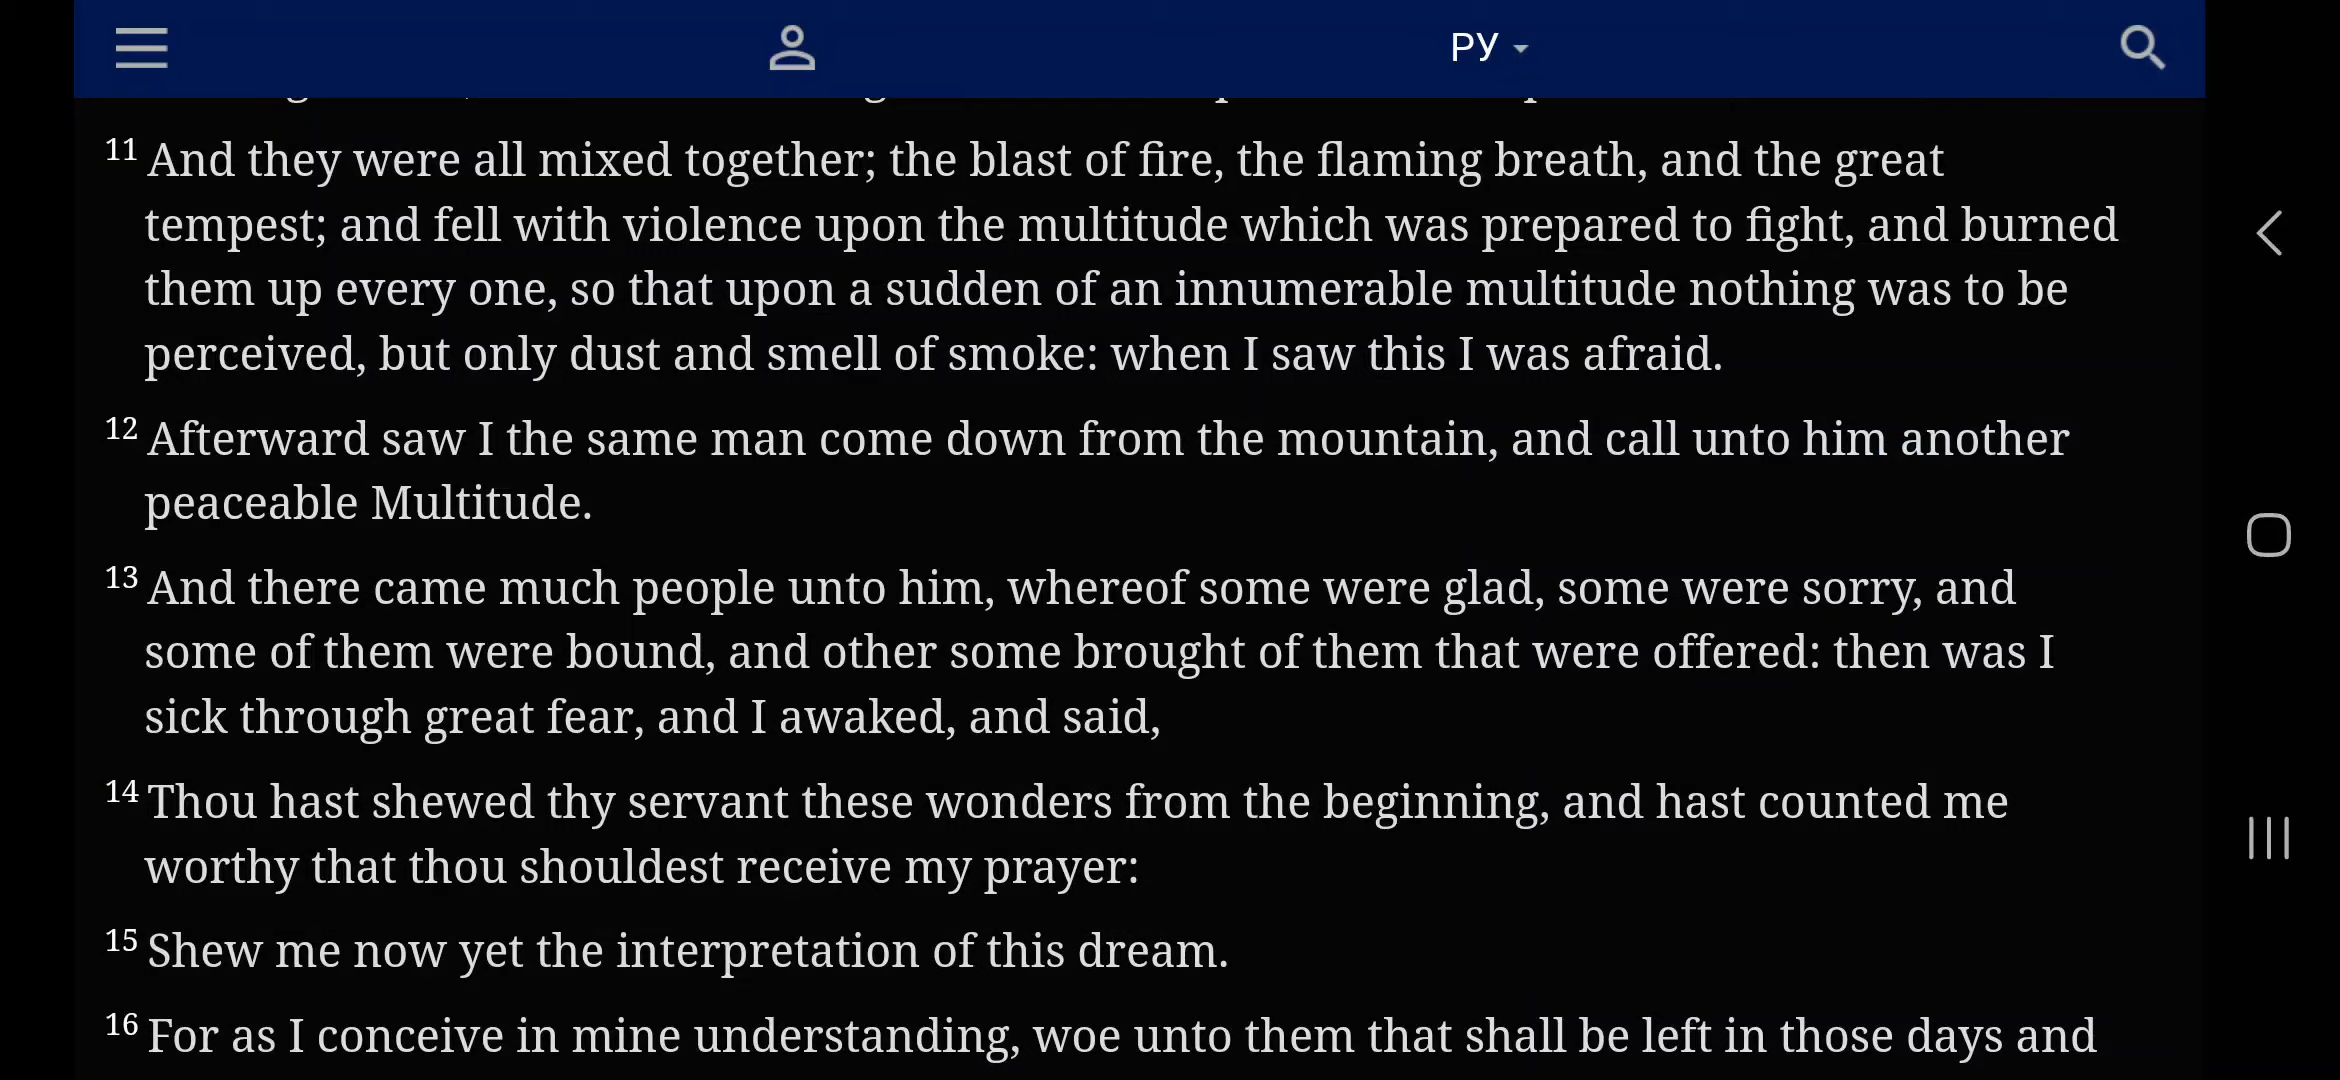 РУ
11 And they were all mixed together; the blast of fire, the flaming breath, and the great
tempest; and fell with violence upon the multitude which was prepared to fight, and burned
them up every one, so that upon a sudden of an innumerable multitude nothing was to be
perceived, but only dust and smell of smoke: when I saw this I was afraid.
12 Afterward saw I the same man come down from the mountain, and call unto him another
peaceable Multitude.
13 And there came much people unto him, whereof some were glad, some were sorry, and
some of them were bound, and other some brought of them that were offered: then was I
sick through great fear, and I awaked, and said,
14 Thou hast shewed thy servant these wonders from the beginning, and hast counted me
worthy that thou shouldest receive my prayer:
15 Shew me now yet the interpretation of this dream.
16 For as I conceive in mine understanding, woe unto them that shall be left in those days and